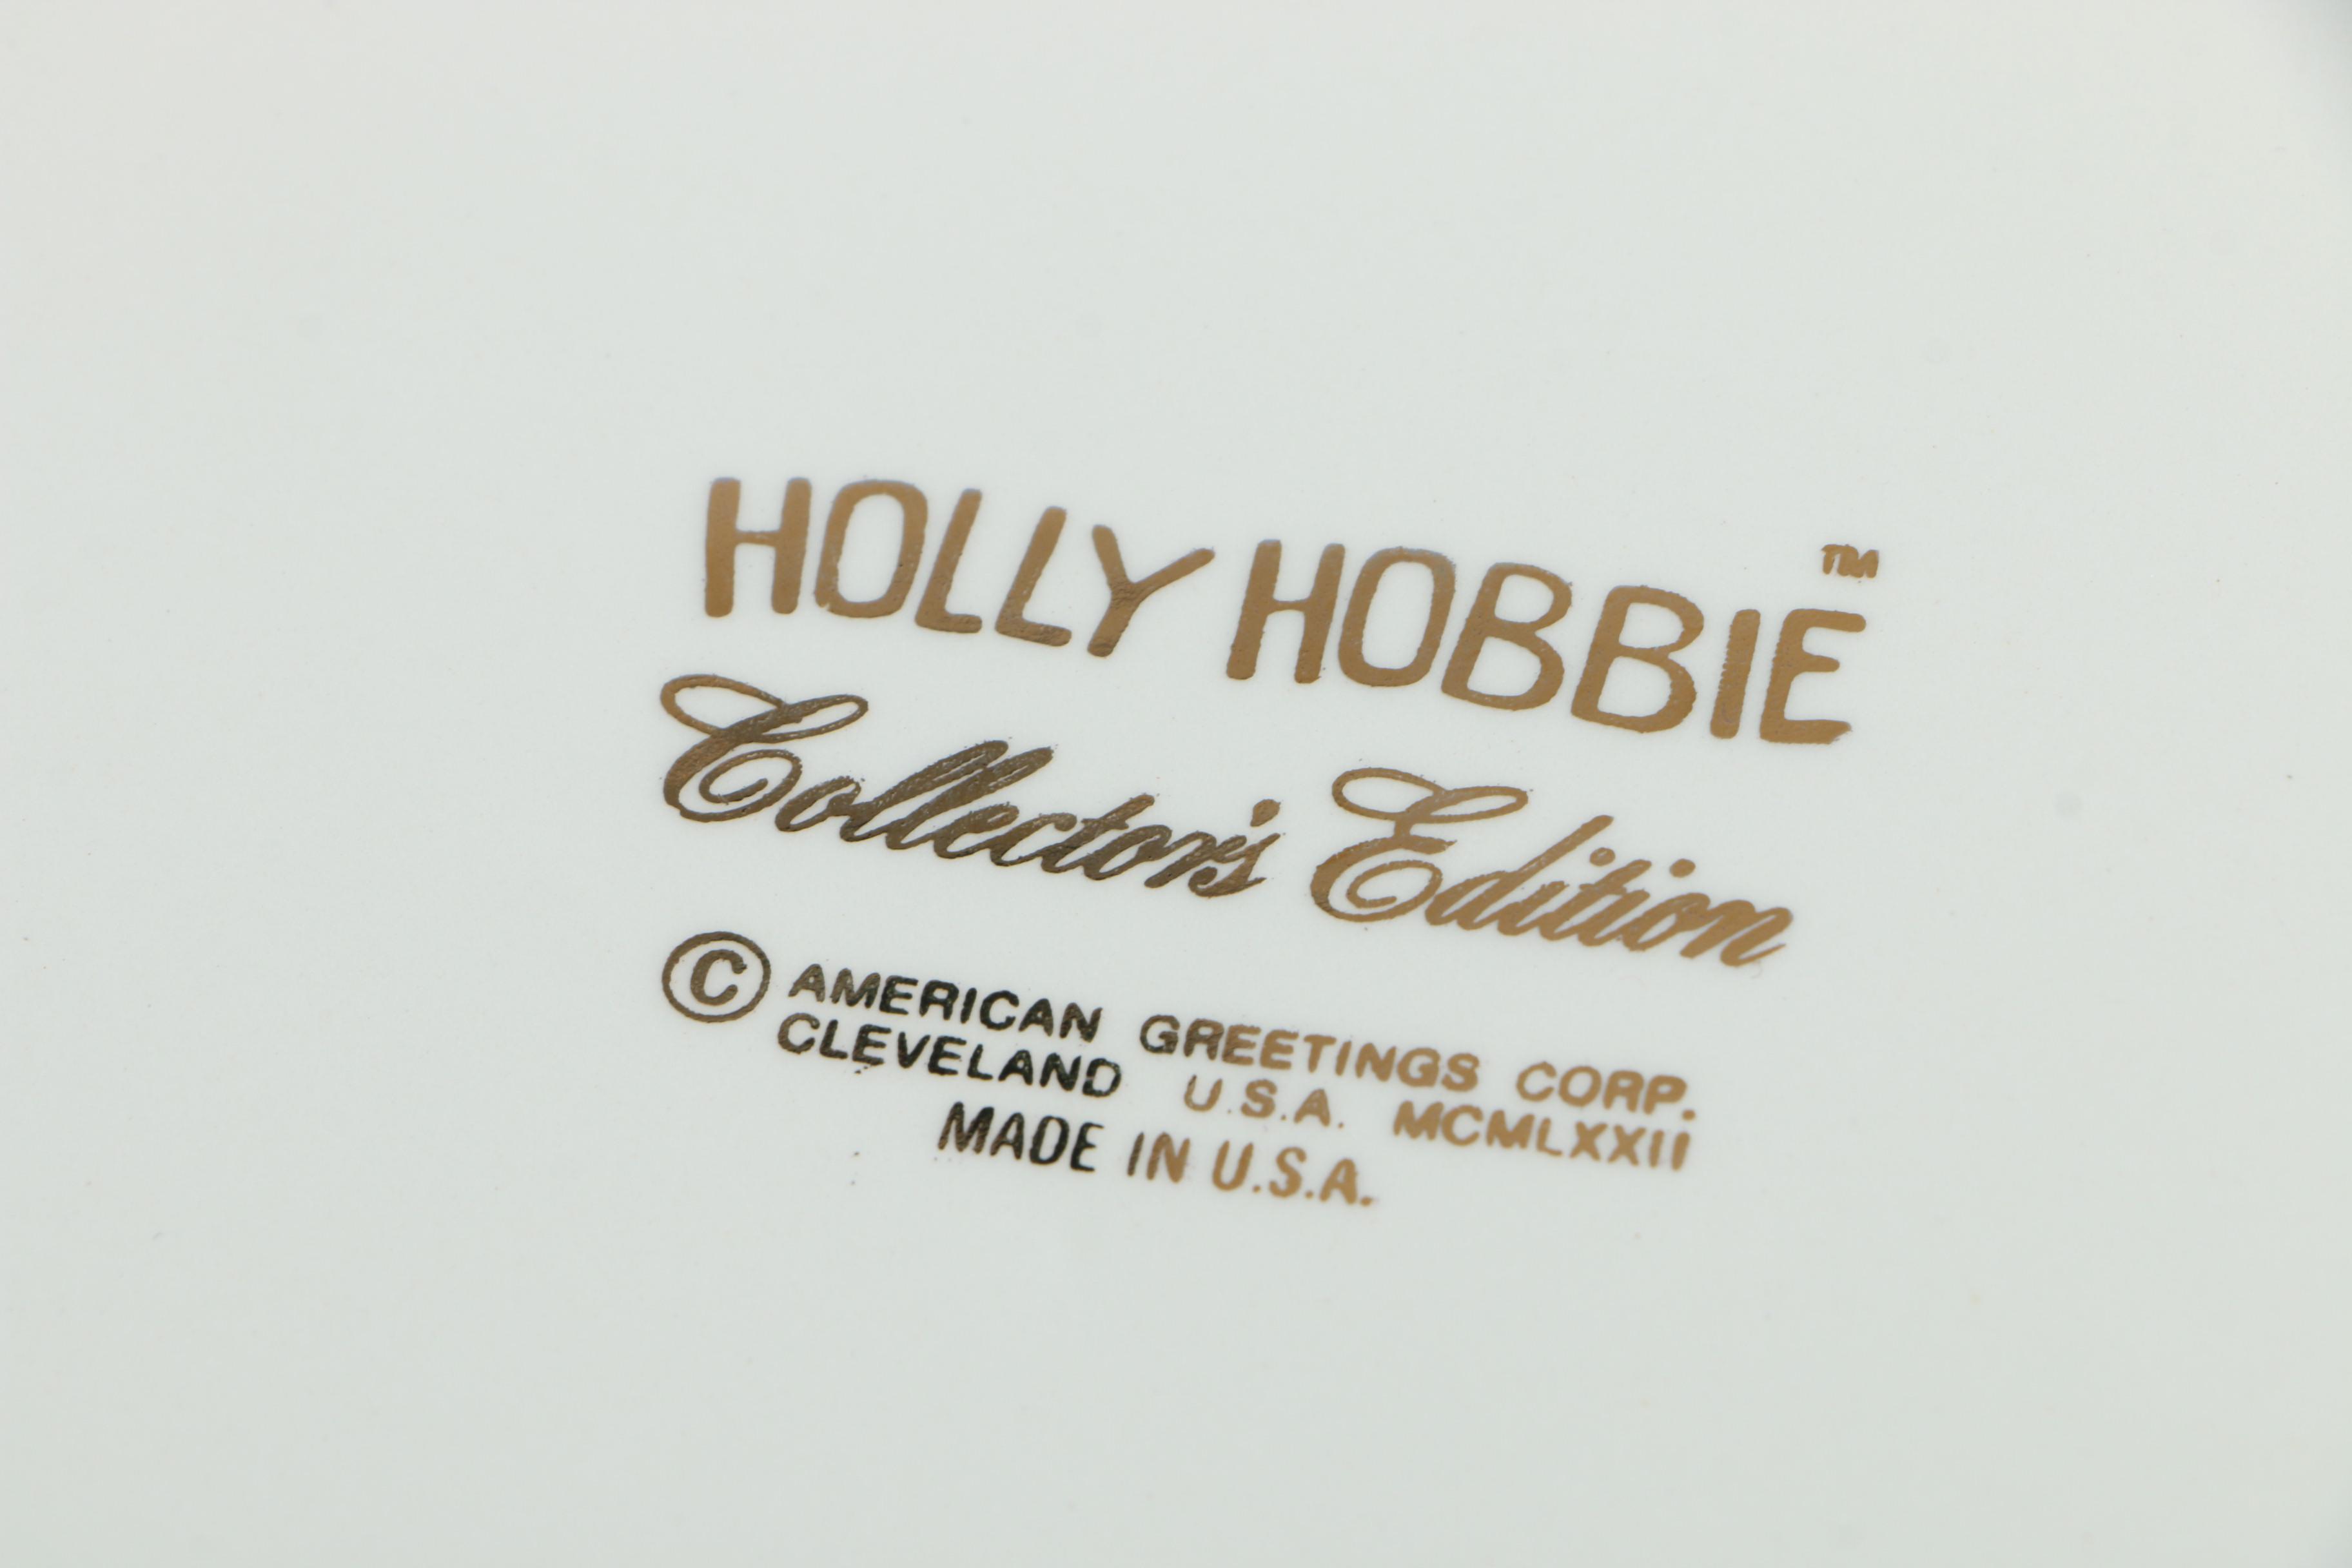 HOLLY HOBBIE™
Collector's Edition
© AMERICAN GREETINGS CORP.
CLEVELAND U.S.A. MCMLXXII
MADE IN U.S.A.